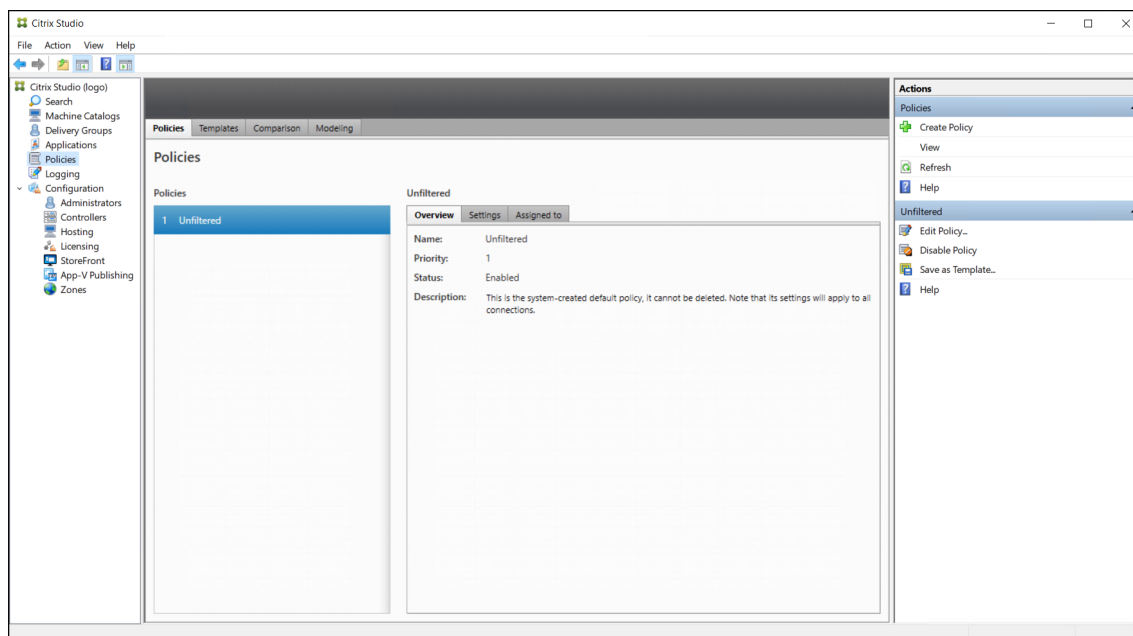 Citrix Studio
File Action View Help
Citrix Studio (logo)
Search
Machine Catalogs
Delivery Groups
Applications
Policies
Logging
Configuration
Administrators
Controllers
Hosting
Licensing
StoreFront
App-V Publishing
Zones
Policies Templates Comparison Modeling
Policies
Policies
1 Unfiltered
Unfiltered
Overview Settings Assigned to
Name: Unfiltered
Priority: 1
Status: Enabled
Description: This is the system-created default policy, it cannot be deleted. Note that its settings will apply to all
connections.
Actions
Policies
Create Policy
View
Refresh
Help
Unfiltered
Edit Policy...
Disable Policy
Save as Template...
Help